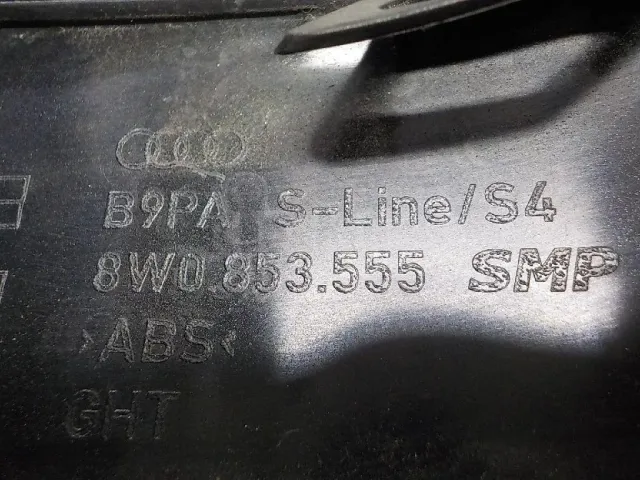 B9PA S-Line/S4
8W0.853.555 SMP
>ABS<
GHT